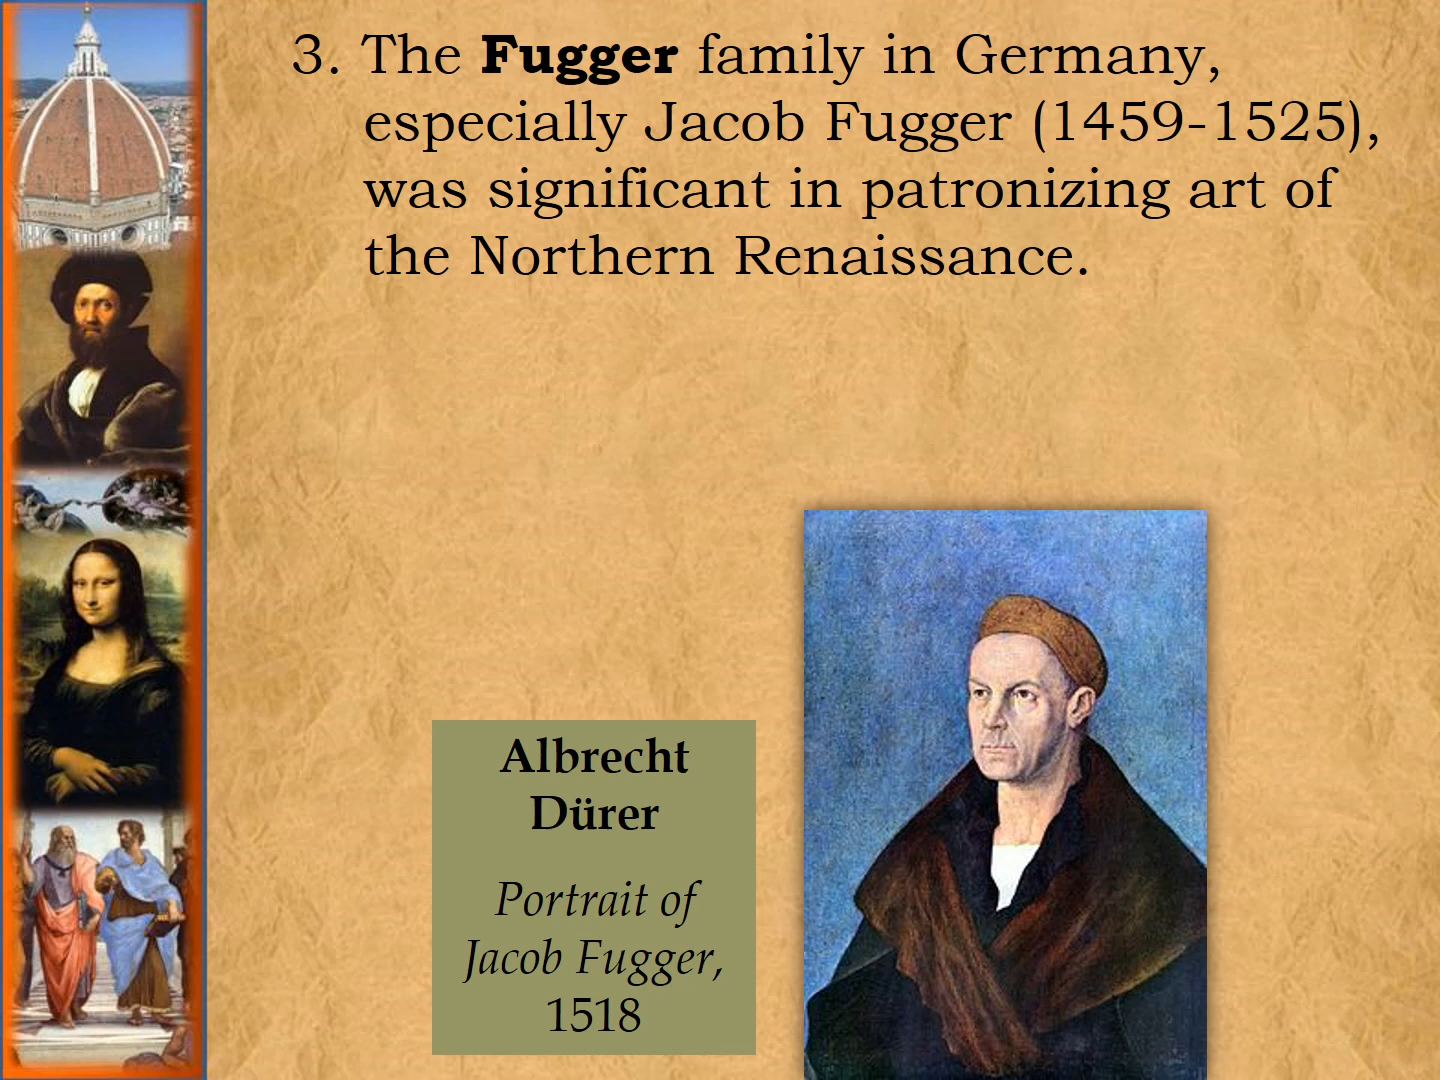 3. The Fugger family in Germany,
especially Jacob Fugger (1459-1525),
was significant in patronizing art of
the Northern Renaissance.
Albrecht
Dürer
Portrait of
Jacob Fugger,
1518